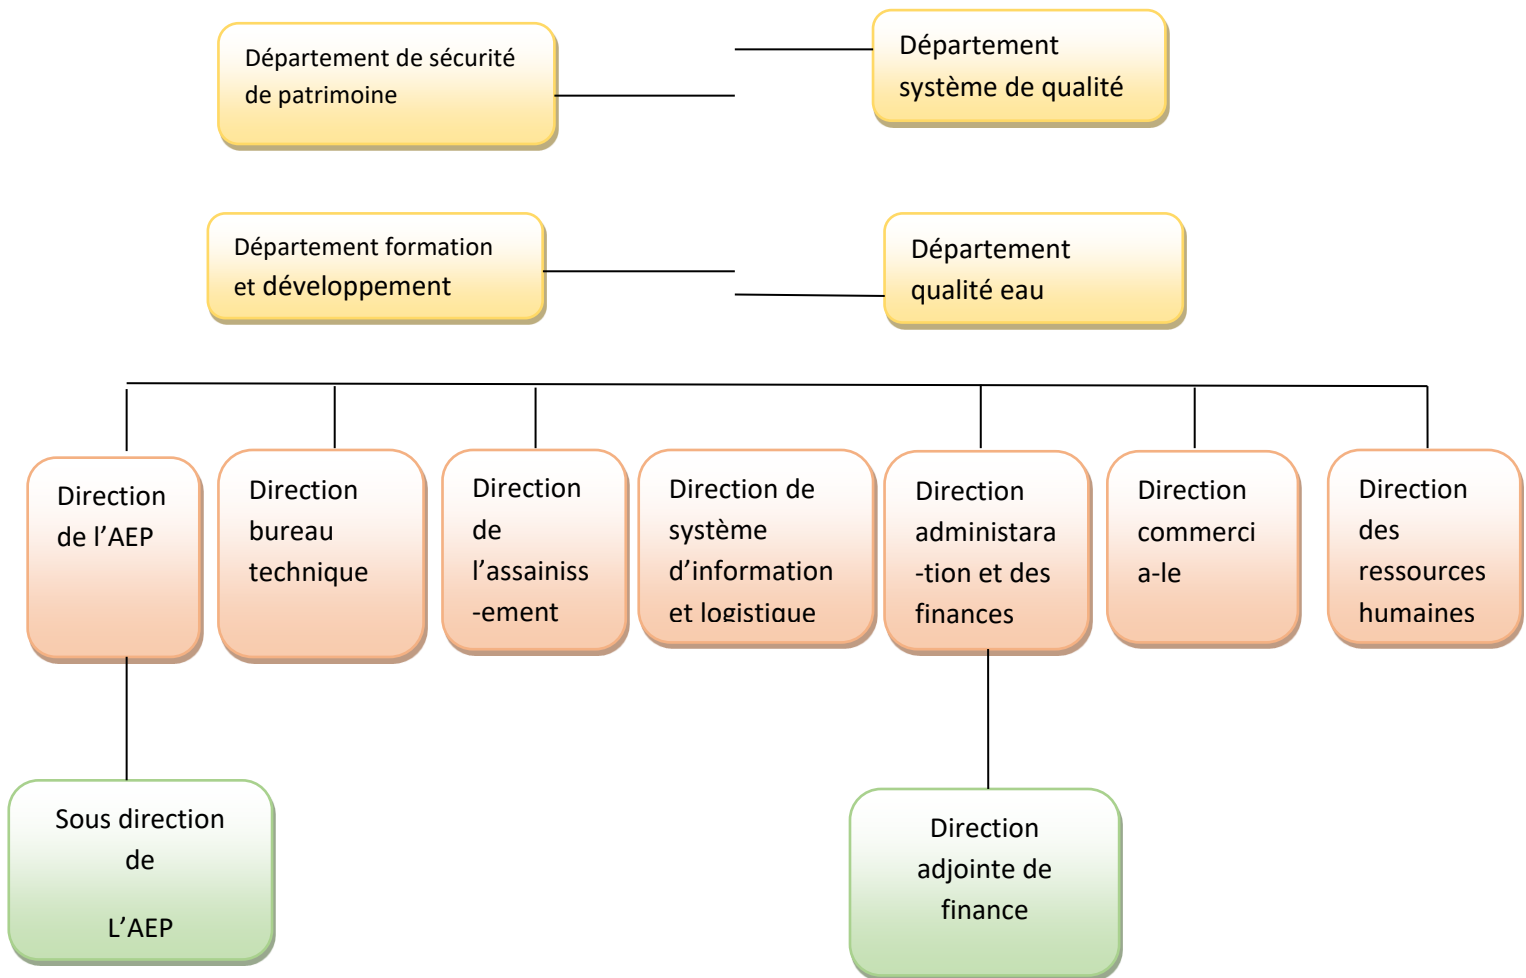 Département de sécurité
de patrimoine
Département
système de qualité
Département formation
et développement
Département
qualité eau
Direction
de l’AEP
Direction
bureau
technique
Direction
de
l’assainiss
-ement
Direction de
système
d’information
et logistique
Direction
administara
-tion et des
finances
Direction
commerci
a-le
Direction
des
ressources
humaines
Sous direction
de
L’AEP
Direction
adjointe de
finance